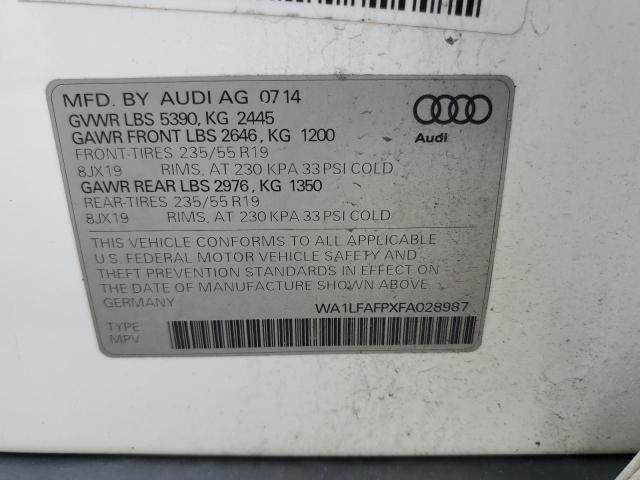 MFD. BY AUDI AG 07 14
GVWR LBS 5390, KG 2445
GAWR FRONT LBS 2646, KG 1200
FRONT-TIRES 235/55 R19
8JX19 RIMS, AT 230 KPA 33 PSI COLD
GAWR REAR LBS 2976, KG 1350
REAR-TIRES 235/55 R19
8JX19 RIMS, AT 230 KPA 33 PSI COLD
Audi
THIS VEHICLE CONFORMS TO ALL APPLICABLE
U.S. FEDERAL MOTOR VEHICLE SAFETY AND
THEFT PREVENTION STANDARDS IN EFFECT ON
THE DATE OF MANUFACTURE SHOWN ABOVE.
GERMANY
WA1LFAFPXFA028987
TYPE:
MPV